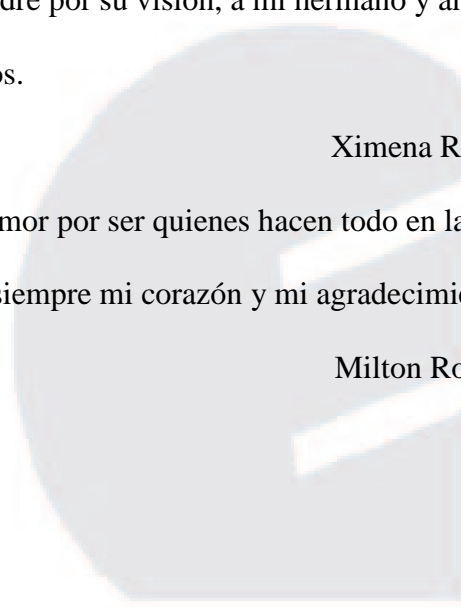 por su visión, a mi hermano y
os.
Ximena R
mor por ser quienes hacen todo en la
siempre mi corazón y mi agradecimie
Milton Ro